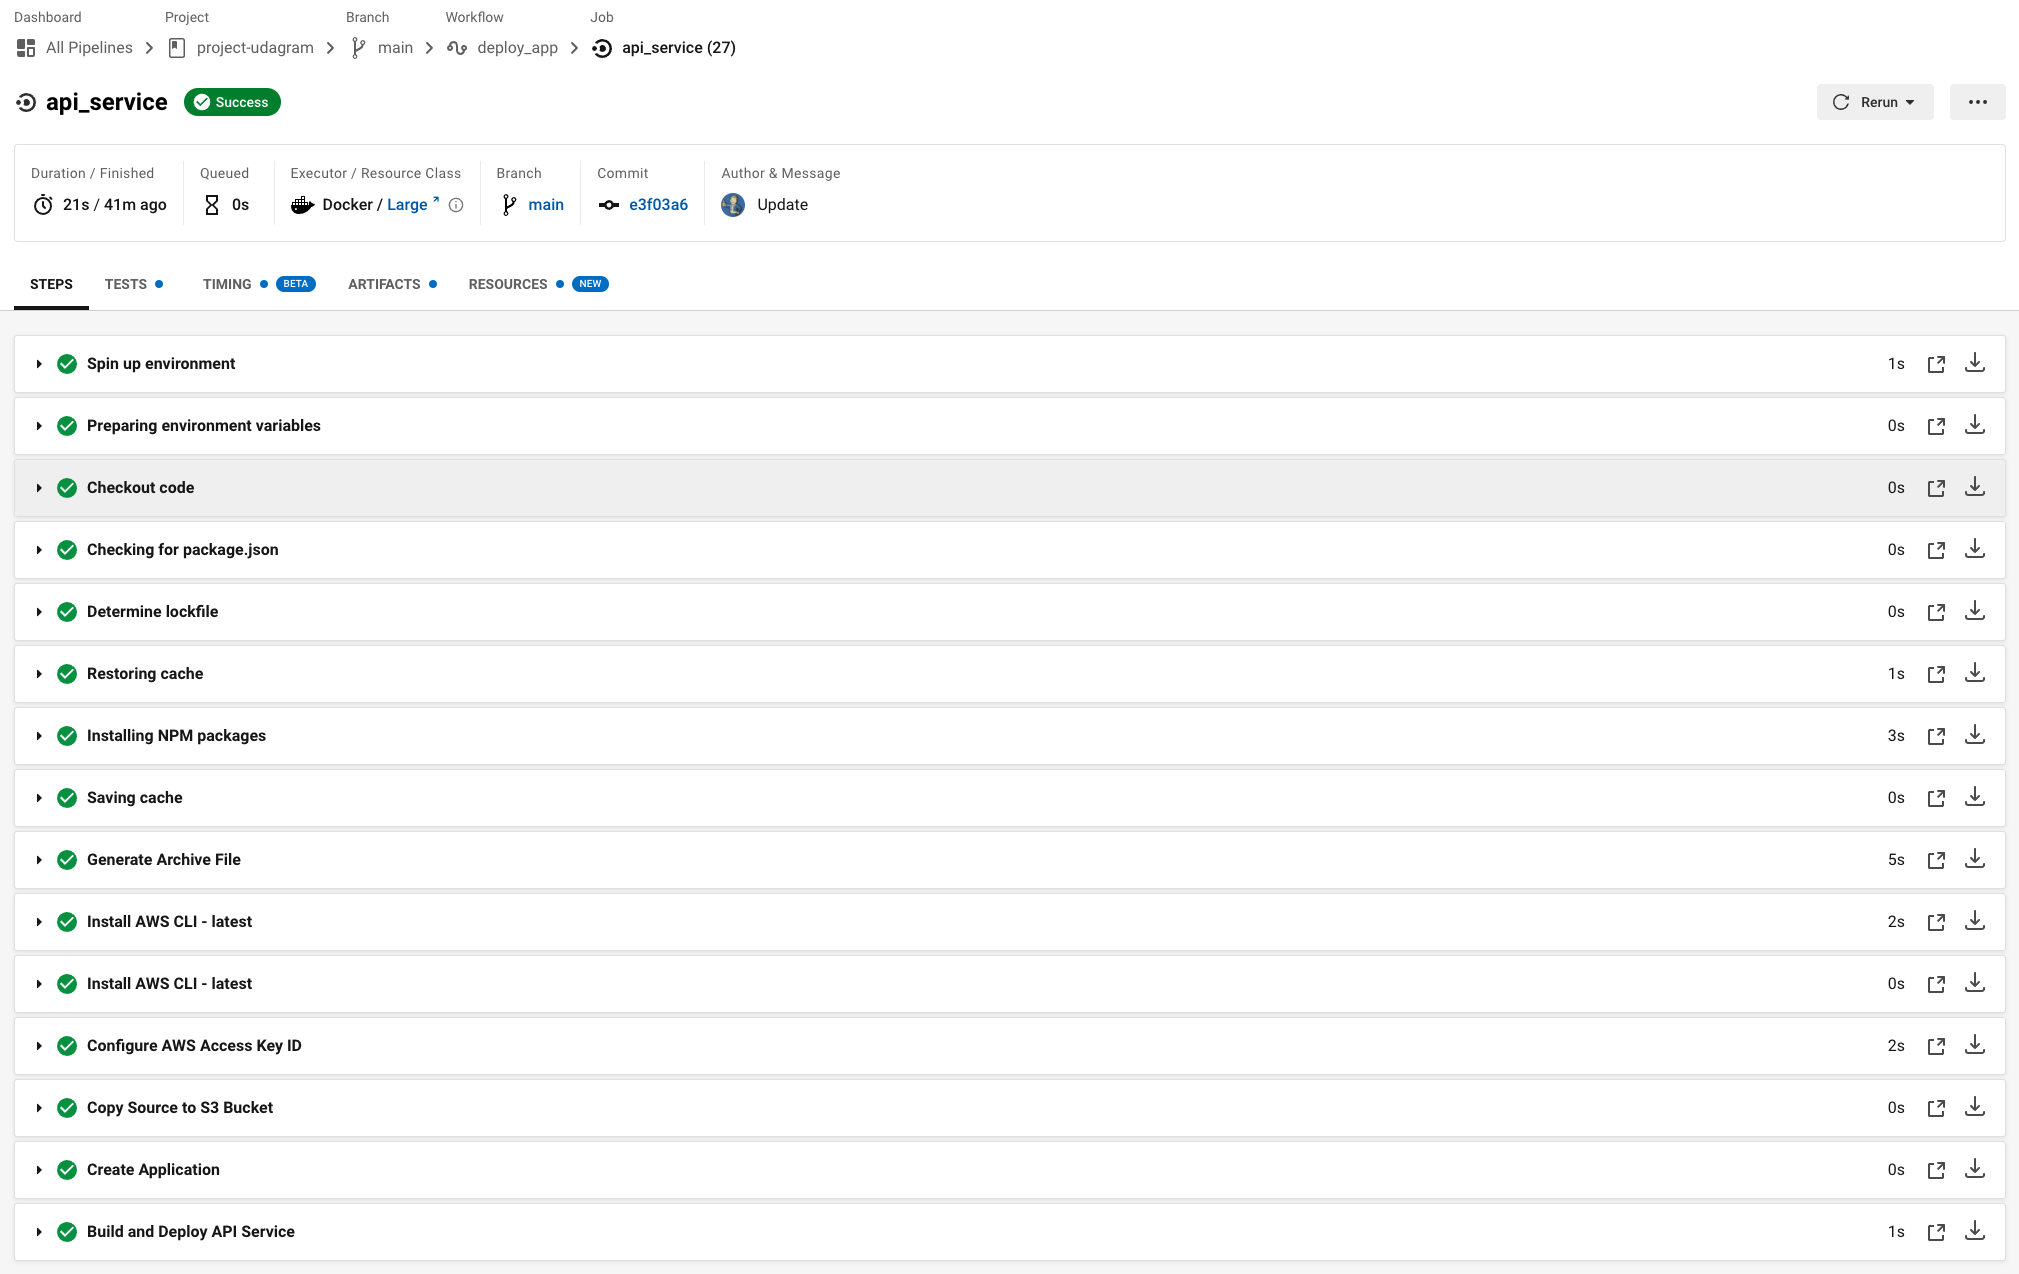 Dashboard Project Branch Workflow Job
All Pipelines project-udagram main deploy_app api_service (27)
api_service Success Rerun
Duration / Finished Queued Executor / Resource Class Branch Commit Author & Message
21s / 41m ago 0s Docker / Large main e3f03a6 Update
STEPS TESTS TIMING BETA ARTIFACTS RESOURCES NEW
Spin up environment 1s
Preparing environment variables 0s
Checkout code 0s
Checking for package.json 0s
Determine lockfile 0s
Restoring cache 1s
Installing NPM packages 3s
Saving cache 0s
Generate Archive File 5s
Install AWS CLI - latest 2s
Install AWS CLI - latest 0s
Configure AWS Access Key ID 2s
Copy Source to S3 Bucket 0s
Create Application 0s
Build and Deploy API Service 1s